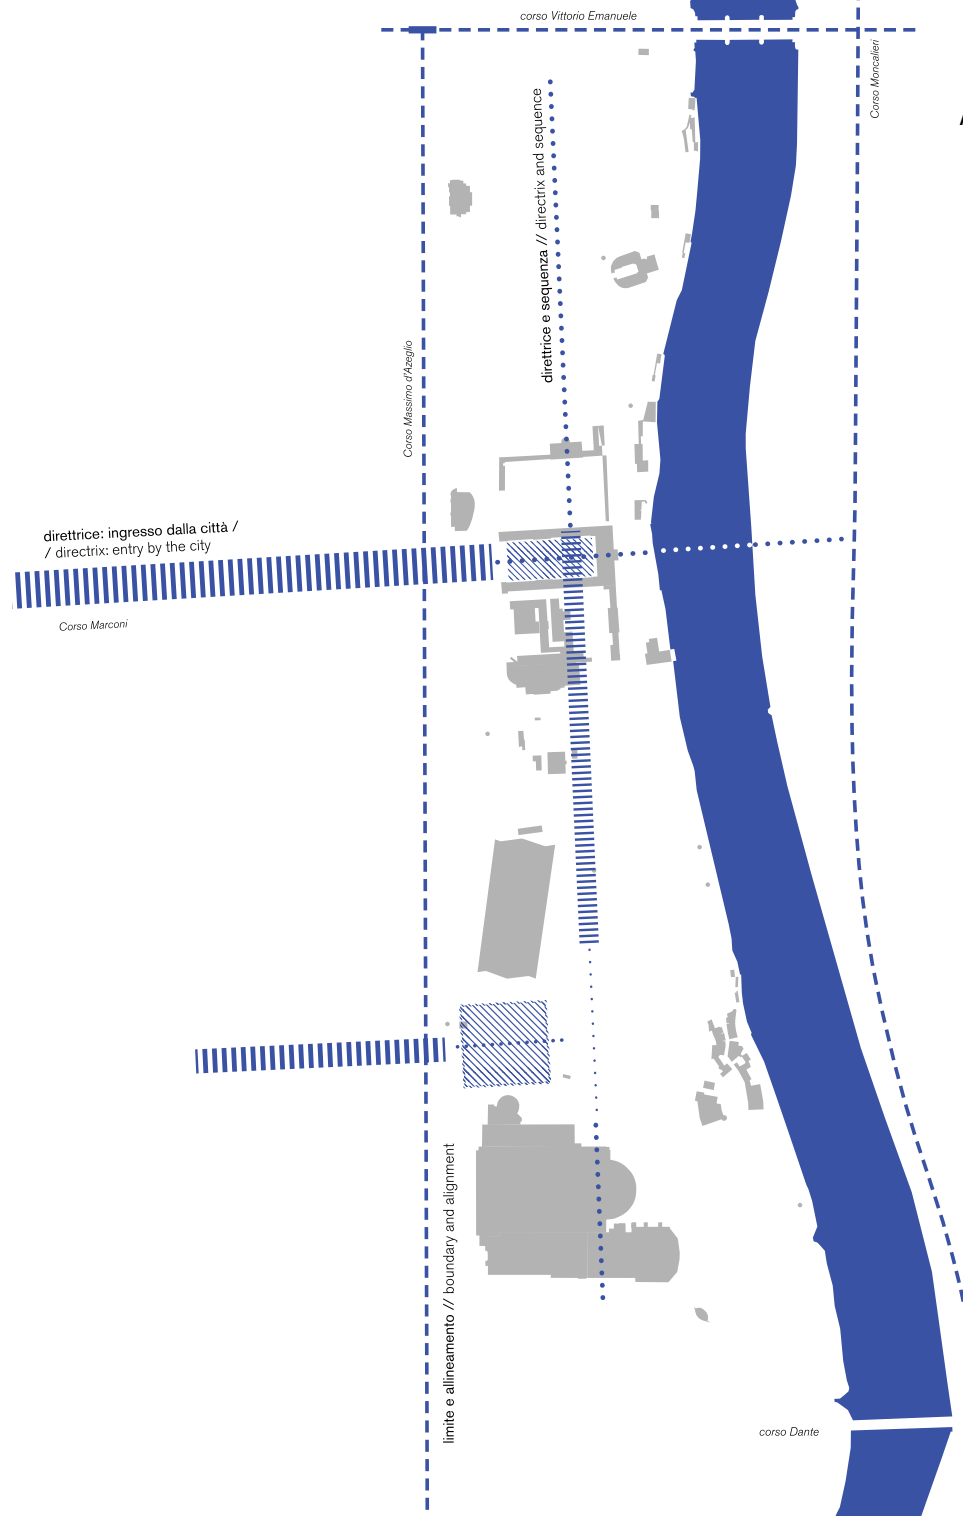 corso Vittorio Emanuele
Corso Moncalieri
direttrice e sequenza // directrix and sequence
Corso Massimo d'Azeglio
direttrice: ingresso dalla città /
/ directrix: entry by the city
Corso Marconi
limite e allineamento // boundary and alignment
corso Dante